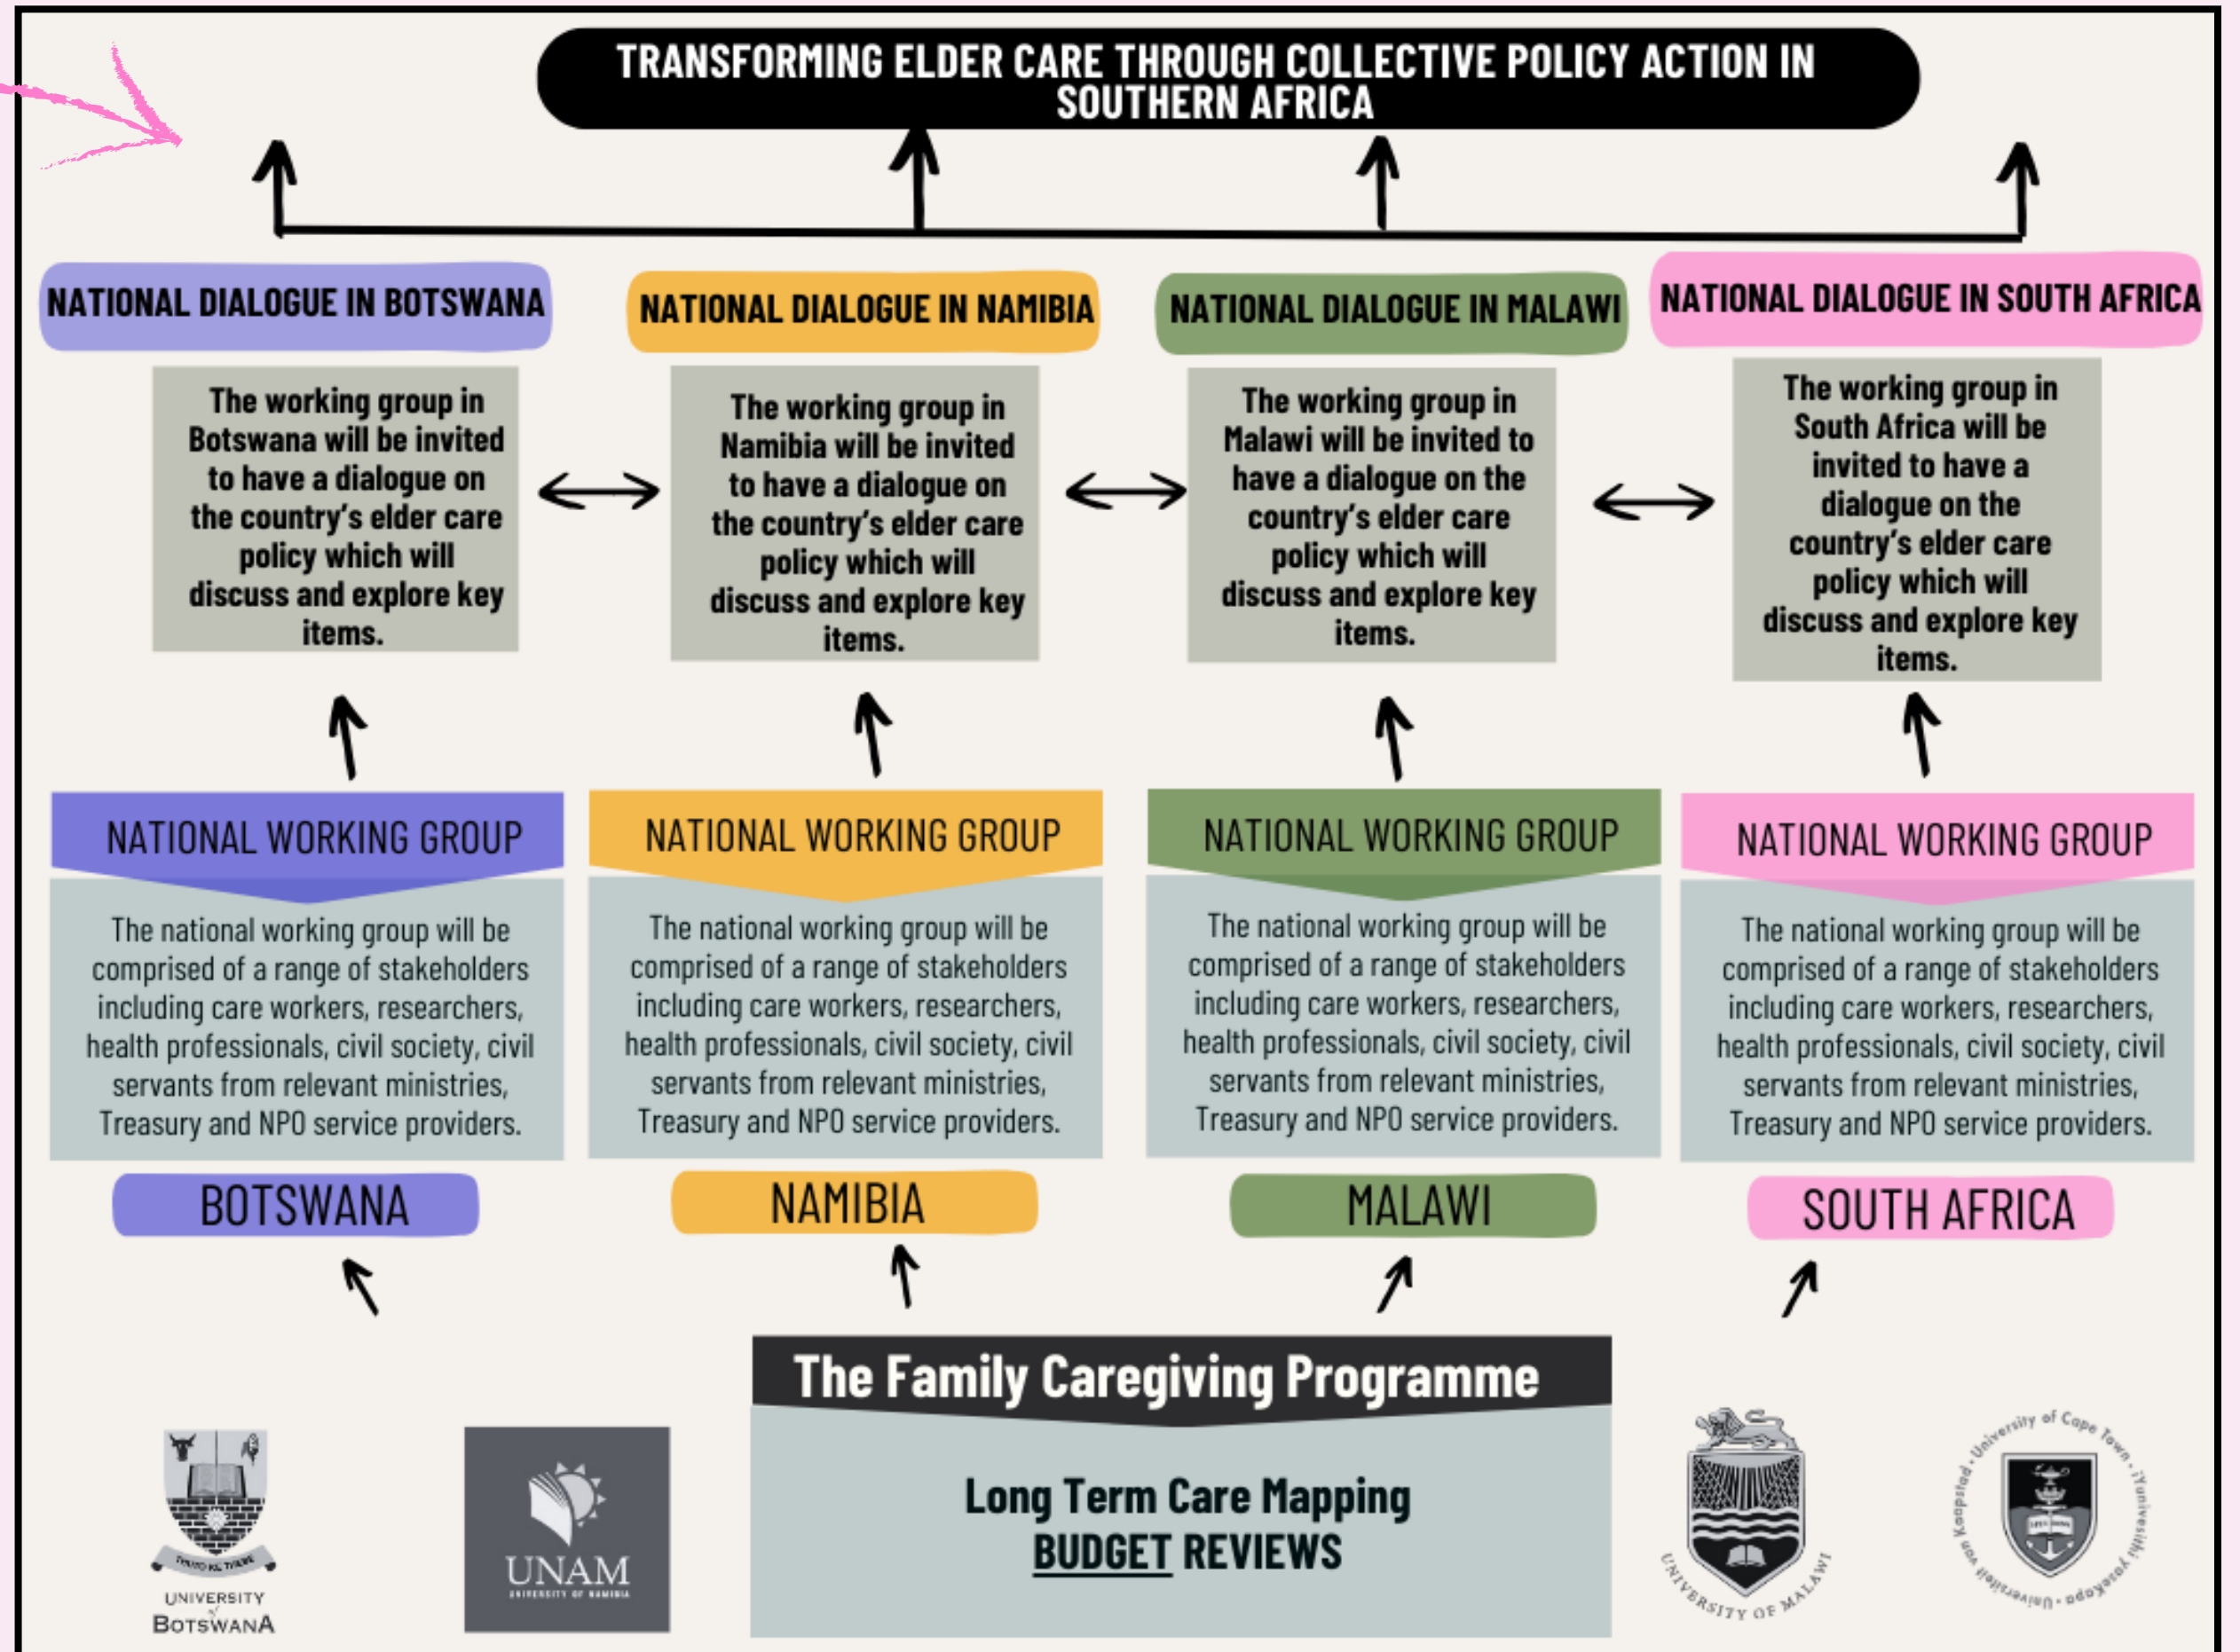 TRANSFORMING ELDER CARE THROUGH COLLECTIVE POLICY ACTION IN
SOUTHERN AFRICA
NATIONAL DIALOGUE IN BOTSWANA
The working group in
Botswana will be invited
to have a dialogue on
the country's elder care
policy which will
discuss and explore key
items.
NATIONAL DIALOGUE IN NAMIBIA
The working group in
Namibia will be invited
to have a dialogue on
the country's elder care
policy which will
discuss and explore key
items.
NATIONAL DIALOGUE IN MALAWI
The working group in
Malawi will be invited to
have a dialogue on the
country's elder care
policy which will
discuss and explore key
items.
NATIONAL DIALOGUE IN SOUTH AFRICA
The working group in
South Africa will be
invited to have a
dialogue on the
country's elder care
policy which will
discuss and explore key
items.
NATIONAL WORKING GROUP
The national working group will be
comprised of a range of stakeholders
including care workers, researchers,
health professionals, civil society, civil
servants from relevant ministries,
Treasury and NPO service providers.
BOTSWANA
NATIONAL WORKING GROUP
The national working group will be
comprised of a range of stakeholders
including care workers, researchers,
health professionals, civil society, civil
servants from relevant ministries,
Treasury and NPO service providers.
NAMIBIA
NATIONAL WORKING GROUP
The national working group will be
comprised of a range of stakeholders
including care workers, researchers,
health professionals, civil society, civil
servants from relevant ministries,
Treasury and NPO service providers.
MALAWI
NATIONAL WORKING GROUP
The national working group will be
comprised of a range of stakeholders
including care workers, researchers,
health professionals, civil society, civil
servants from relevant ministries,
Treasury and NPO service providers.
SOUTH AFRICA
The Family Caregiving Programme
Long Term Care Mapping
BUDGET REVIEWS
THUTO KE THEBE
UNIVERSITY
of
BOTSWANA
UNAM
UNIVERSITY OF NAMIBIA
UNIVERSITY OF MALAWI
University of Cape Town • iYunivesithi yaseKapa • Universiteit van Kaapstad •